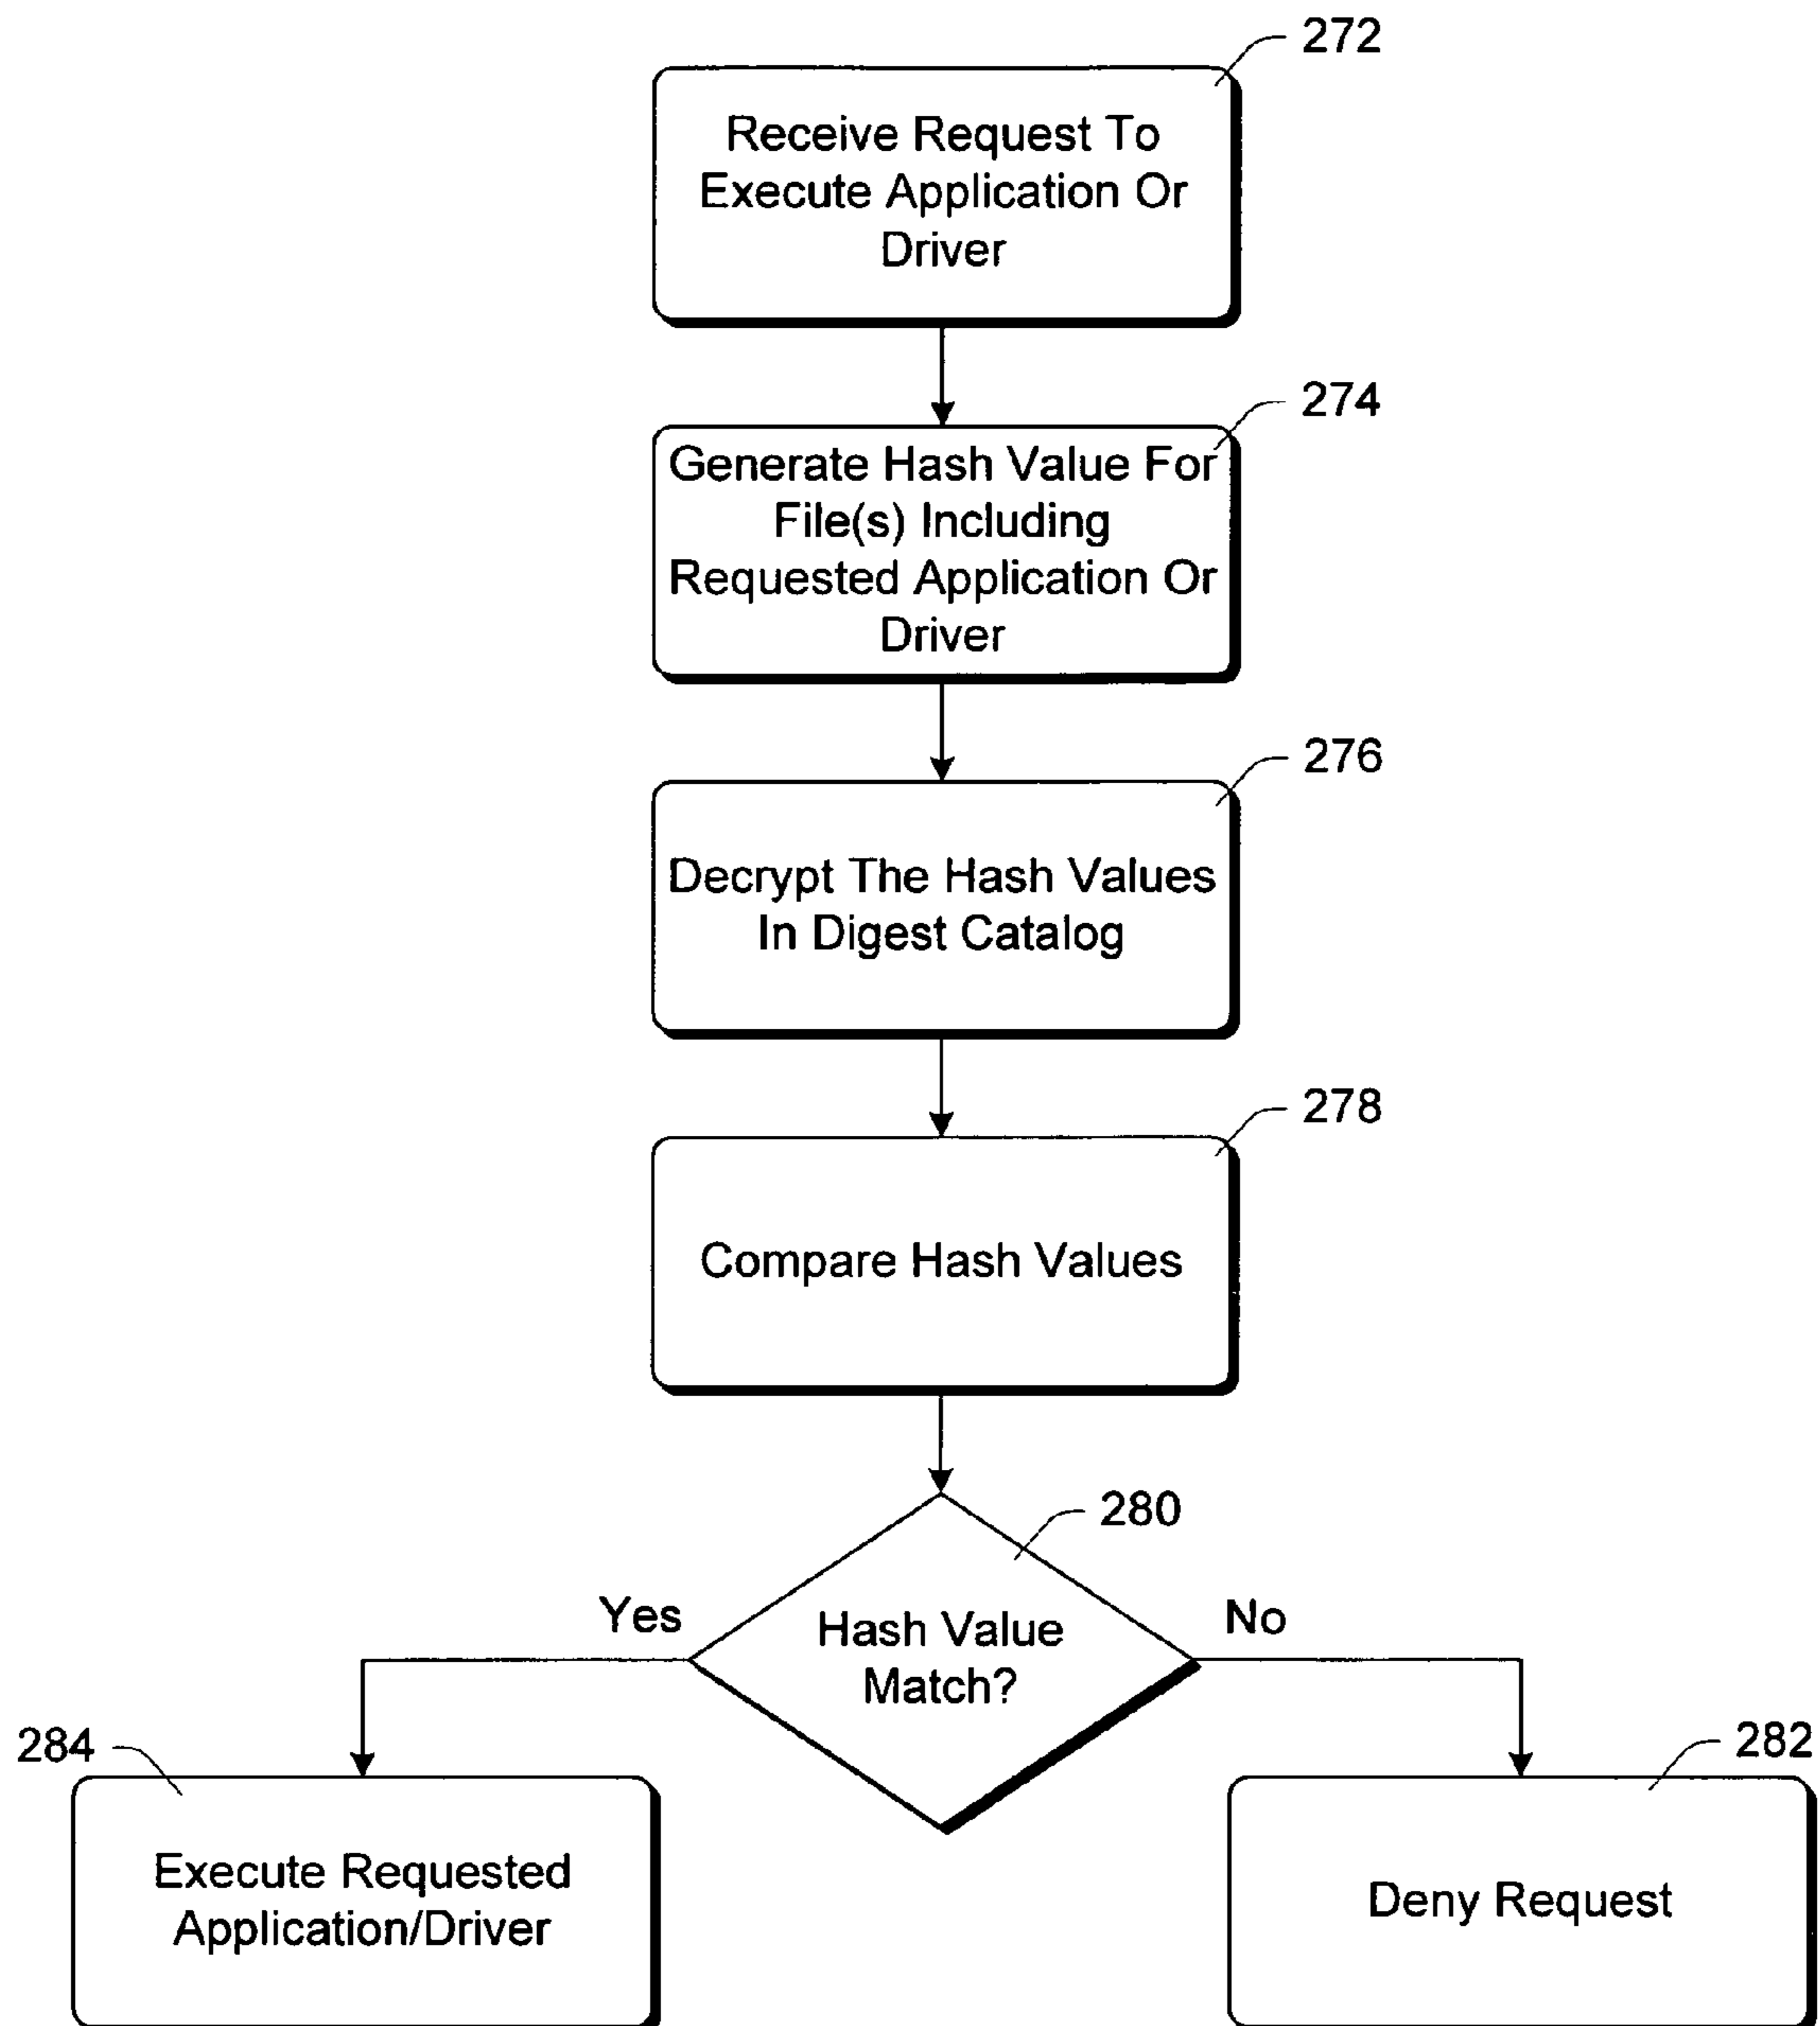 272
Receive Request To
Execute Application Or
Driver
274
Generate Hash Value For
File(s) Including
Requested Application Or
Driver
276
Decrypt The Hash Values
In Digest Catalog
278
Compare Hash Values
280
Yes
Hash Value
Match?
No
284
Execute Requested
Application/Driver
282
Deny Request